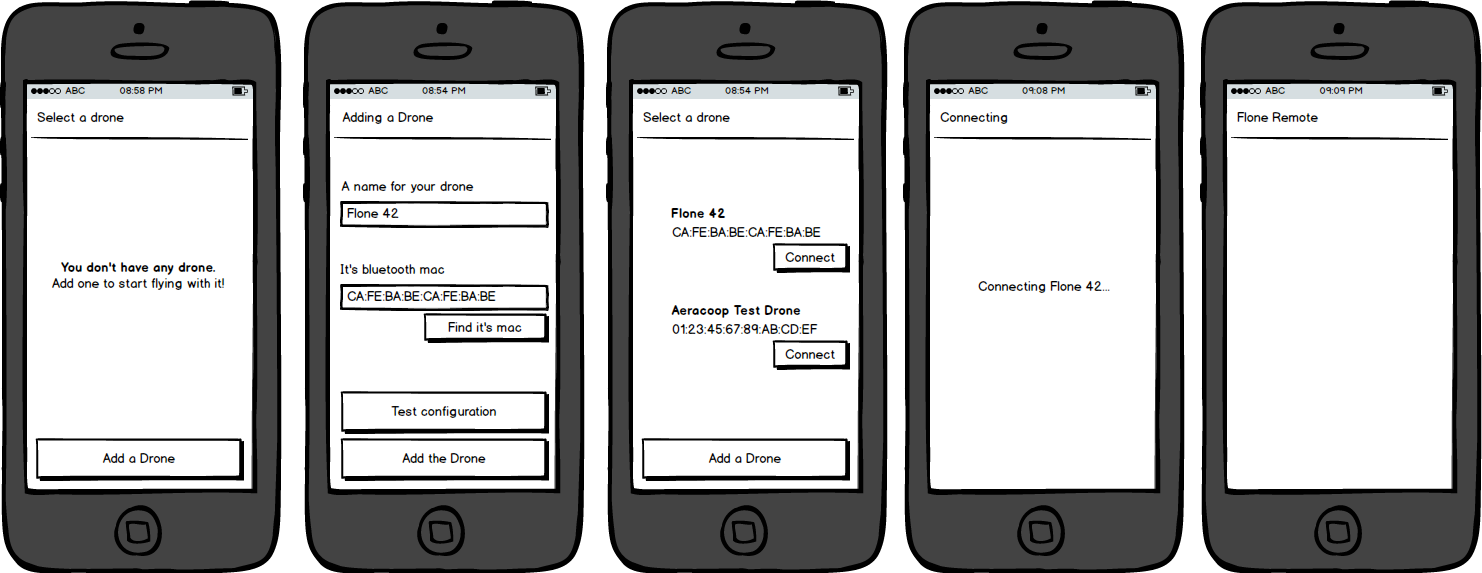 ABC 08:58 PM
Select a drone
You don't have any drone.
Add one to start flying with it!
Add a Drone
ABC 08:54 PM
Adding a Drone
A name for your drone
Flone 42
It's bluetooth mac
CA:FE:BA:BE:CA:FE:BA:BE
Find it's mac
Test configuration
Add the Drone
ABC 08:54 PM
Select a drone
Flone 42
CA:FE:BA:BE:CA:FE:BA:BE
Connect
Aeracoop Test Drone
01:23:45:67:89:AB:CD:EF
Connect
Add a Drone
ABC 09:08 PM
Connecting
Connecting Flone 42...
ABC 09:09 PM
Flone Remote